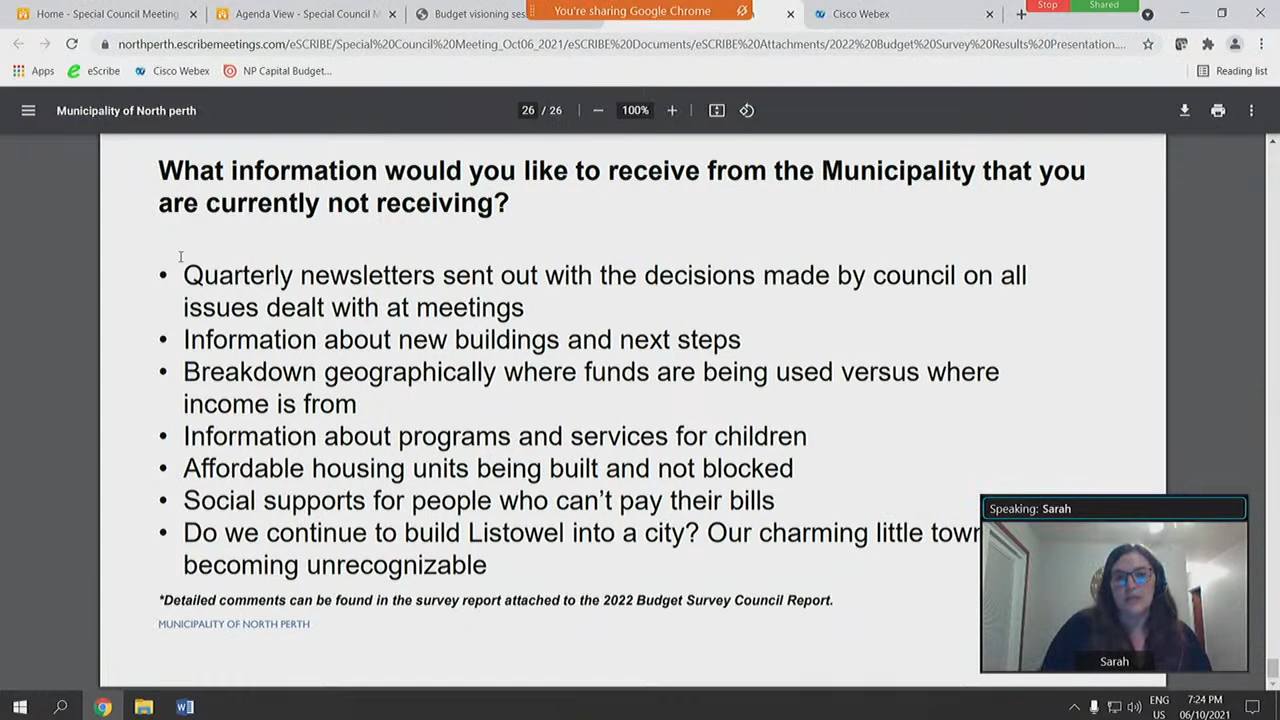 Home - Special Council Meeting
Agenda View - Special Council M
Budget visioning ses
You're sharing Google Chrome
Cisco Webex
Stop
Shared
northperth.escribemeetings.com/eSCRIBE/Special%20Council%20Meeting_Oct06_2021/eSCRIBE%20Documents/eSCRIBE%20Attachments/2022%20Budget%20Survey%20Results%20Presentation....
Apps
eScribe
Cisco Webex
NP Capital Budget...
Reading list
Municipality of North perth
26 / 26
100%
What information would you like to receive from the Municipality that you
are currently not receiving?
• Quarterly newsletters sent out with the decisions made by council on all
issues dealt with at meetings
• Information about new buildings and next steps
• Breakdown geographically where funds are being used versus where
income is from
• Information about programs and services for children
• Affordable housing units being built and not blocked
• Social supports for people who can't pay their bills
• Do we continue to build Listowel into a city? Our charming little town
becoming unrecognizable
*Detailed comments can be found in the survey report attached to the 2022 Budget Survey Council Report.
MUNICIPALITY OF NORTH PERTH
Speaking: Sarah
Sarah
ENG
US
7:24 PM
06/10/2021